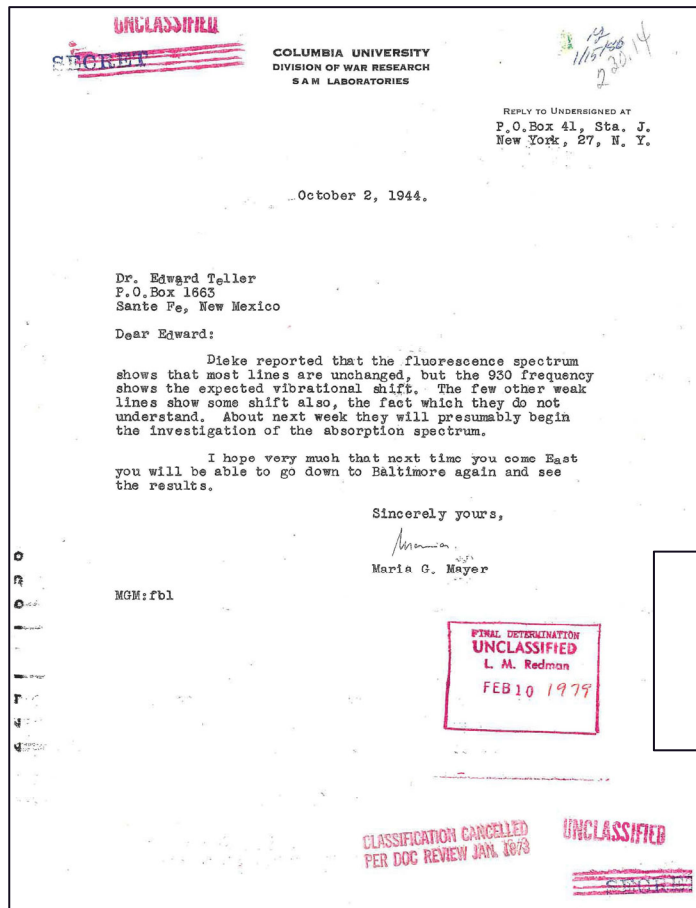 UNCLASSIFIED
SECRET
COLUMBIA UNIVERSITY
DIVISION OF WAR RESEARCH
S A M LABORATORIES
1/15/86
230.14
REPLY TO UNDERSIGNED AT
P.O.Box 41, Sta. J.
New York, 27, N. Y.
October 2, 1944.
Dr. Edward Teller
P.O.Box 1663
Sante Fe, New Mexico
Dear Edward:
Dieke reported that the fluorescence spectrum
shows that most lines are unchanged, but the 930 frequency
shows the expected vibrational shift. The few other weak
lines show some shift also, the fact which they do not
understand. About next week they will presumably begin
the investigation of the absorption spectrum.
I hope very much that next time you come East
you will be able to go down to Baltimore again and see
the results.
Sincerely yours,
Maria G. Mayer
MGM:fbl
FINAL DETERMINATION
UNCLASSIFIED
L. M. Redman
FEB 10 1979
CLASSIFICATION CANCELLED
PER DOC REVIEW JAN. 1973
UNCLASSIFIED
SECRET